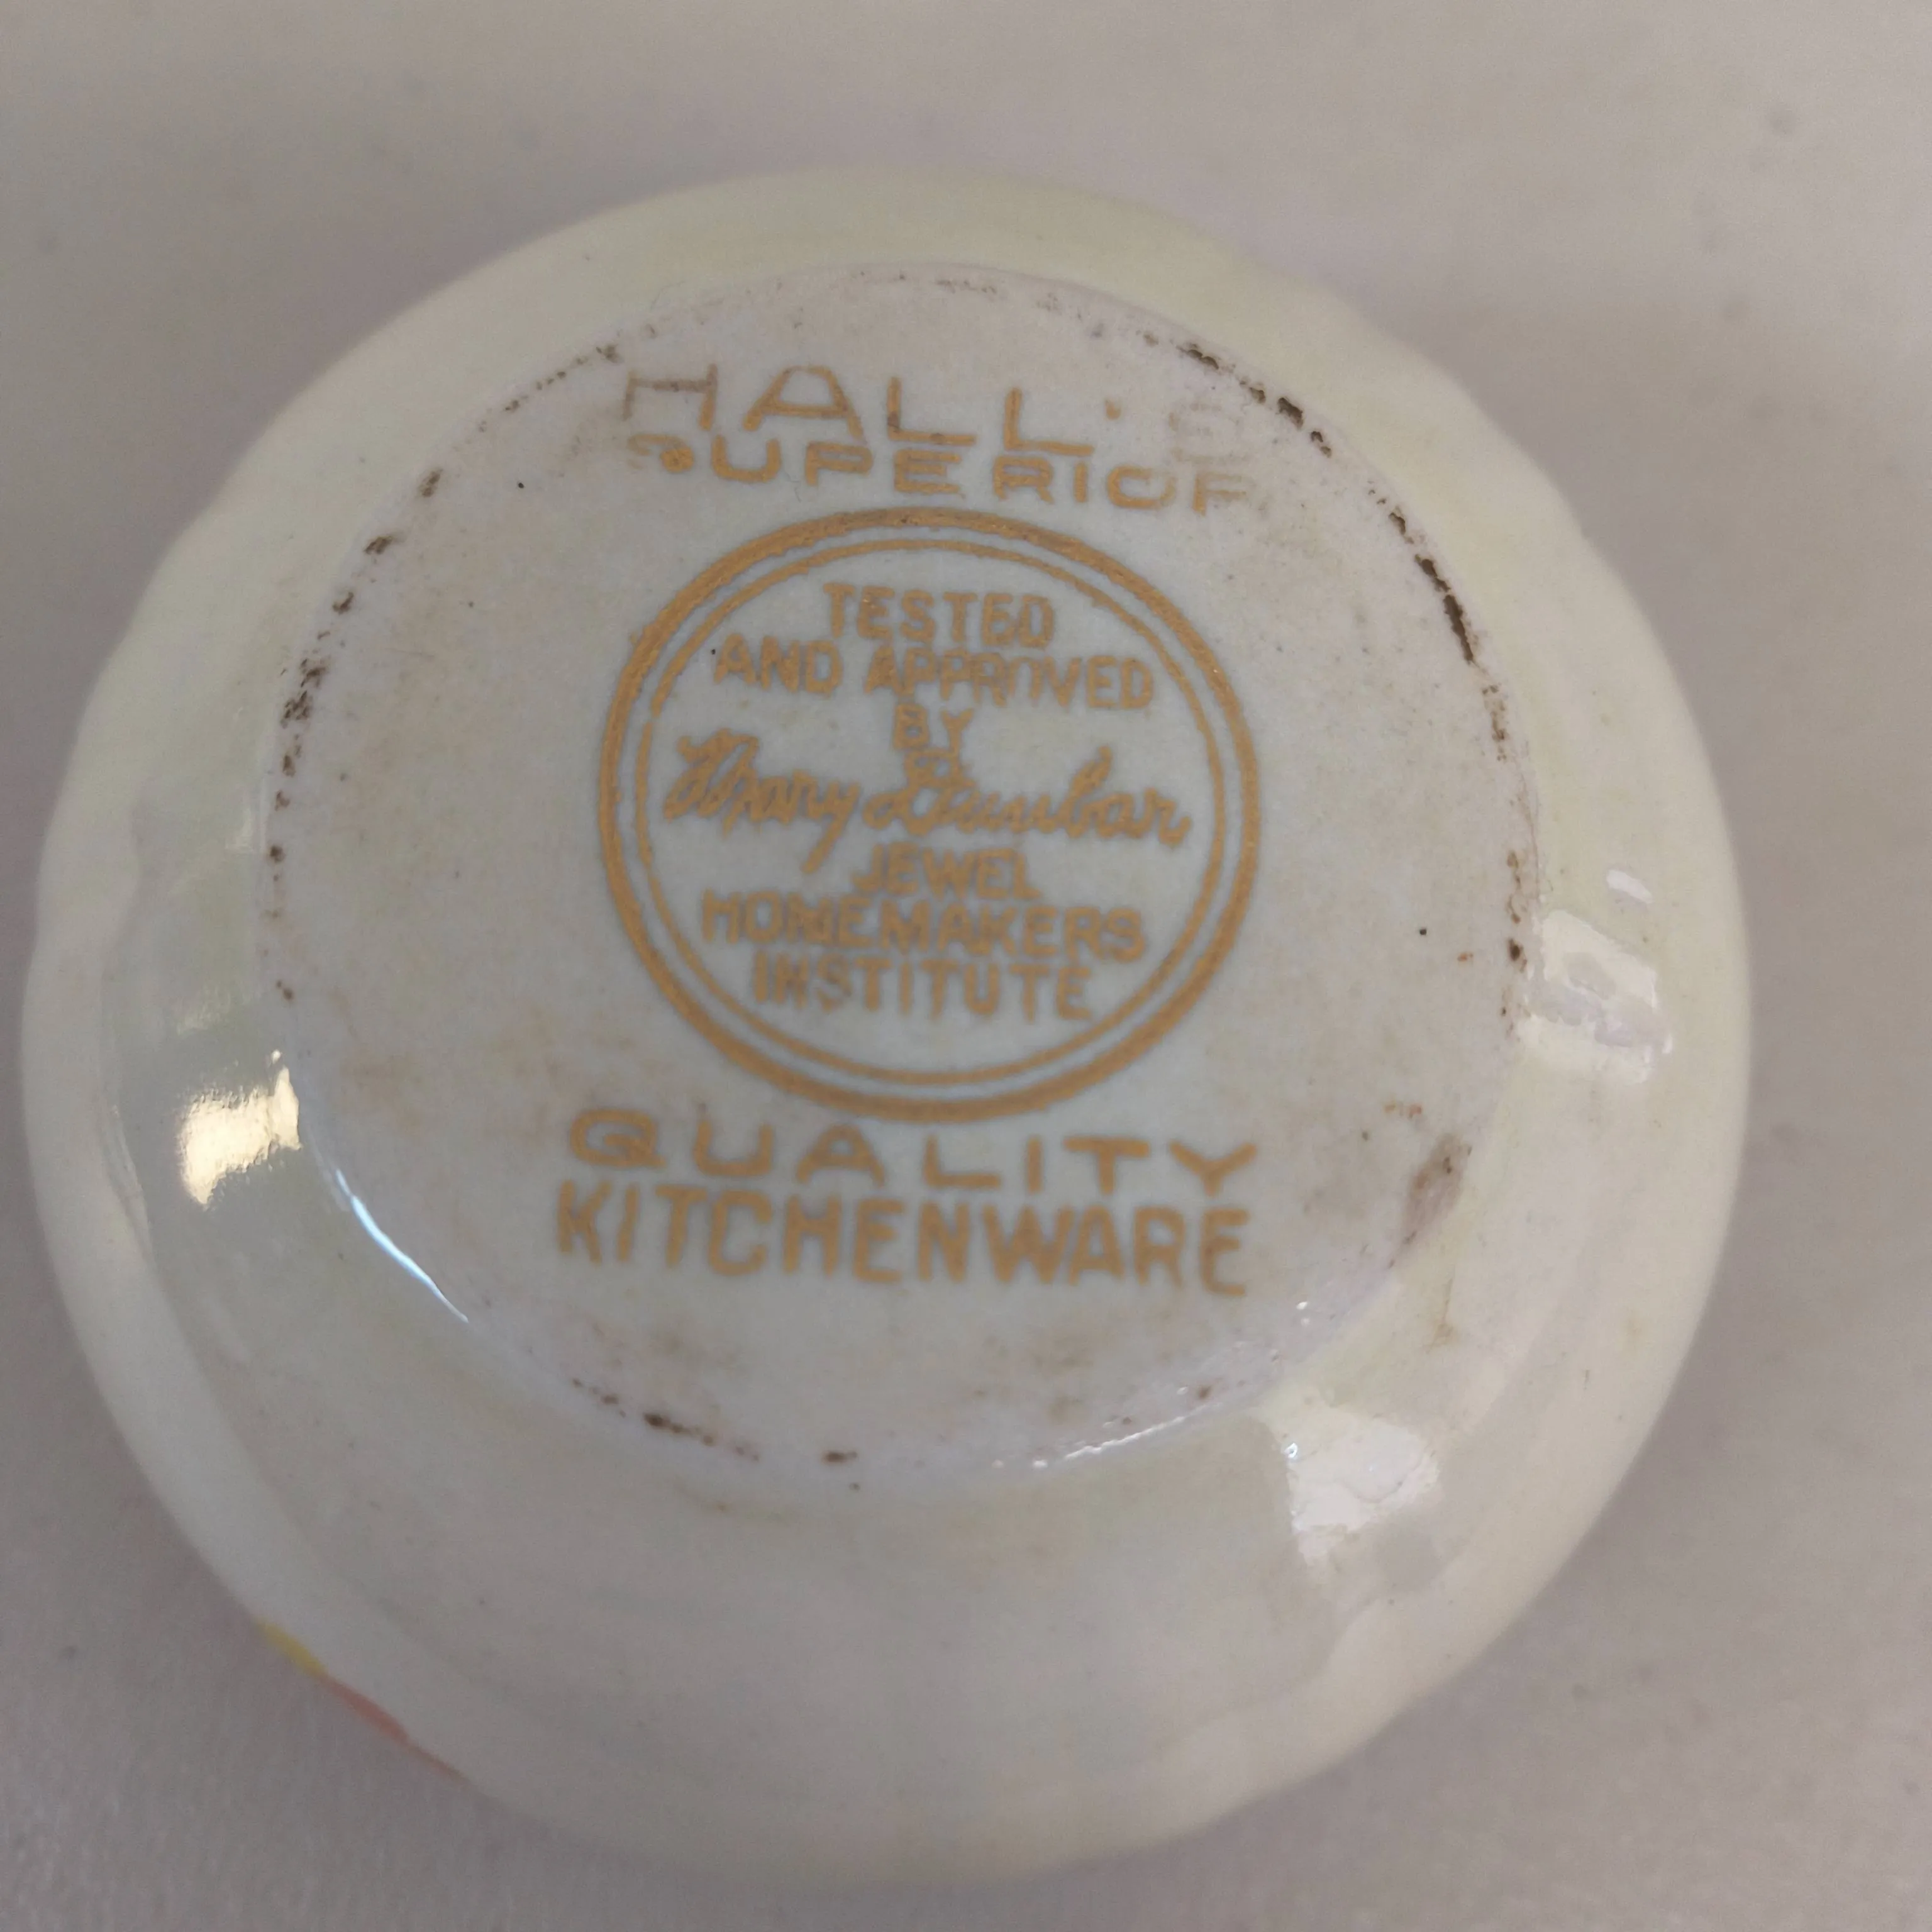 HALL'S
SUPERIOR
TESTED
AND APPROVED
BY
Mary Dunbar
JEWEL
HOMEMAKERS
INSTITUTE
QUALITY
KITCHENWARE